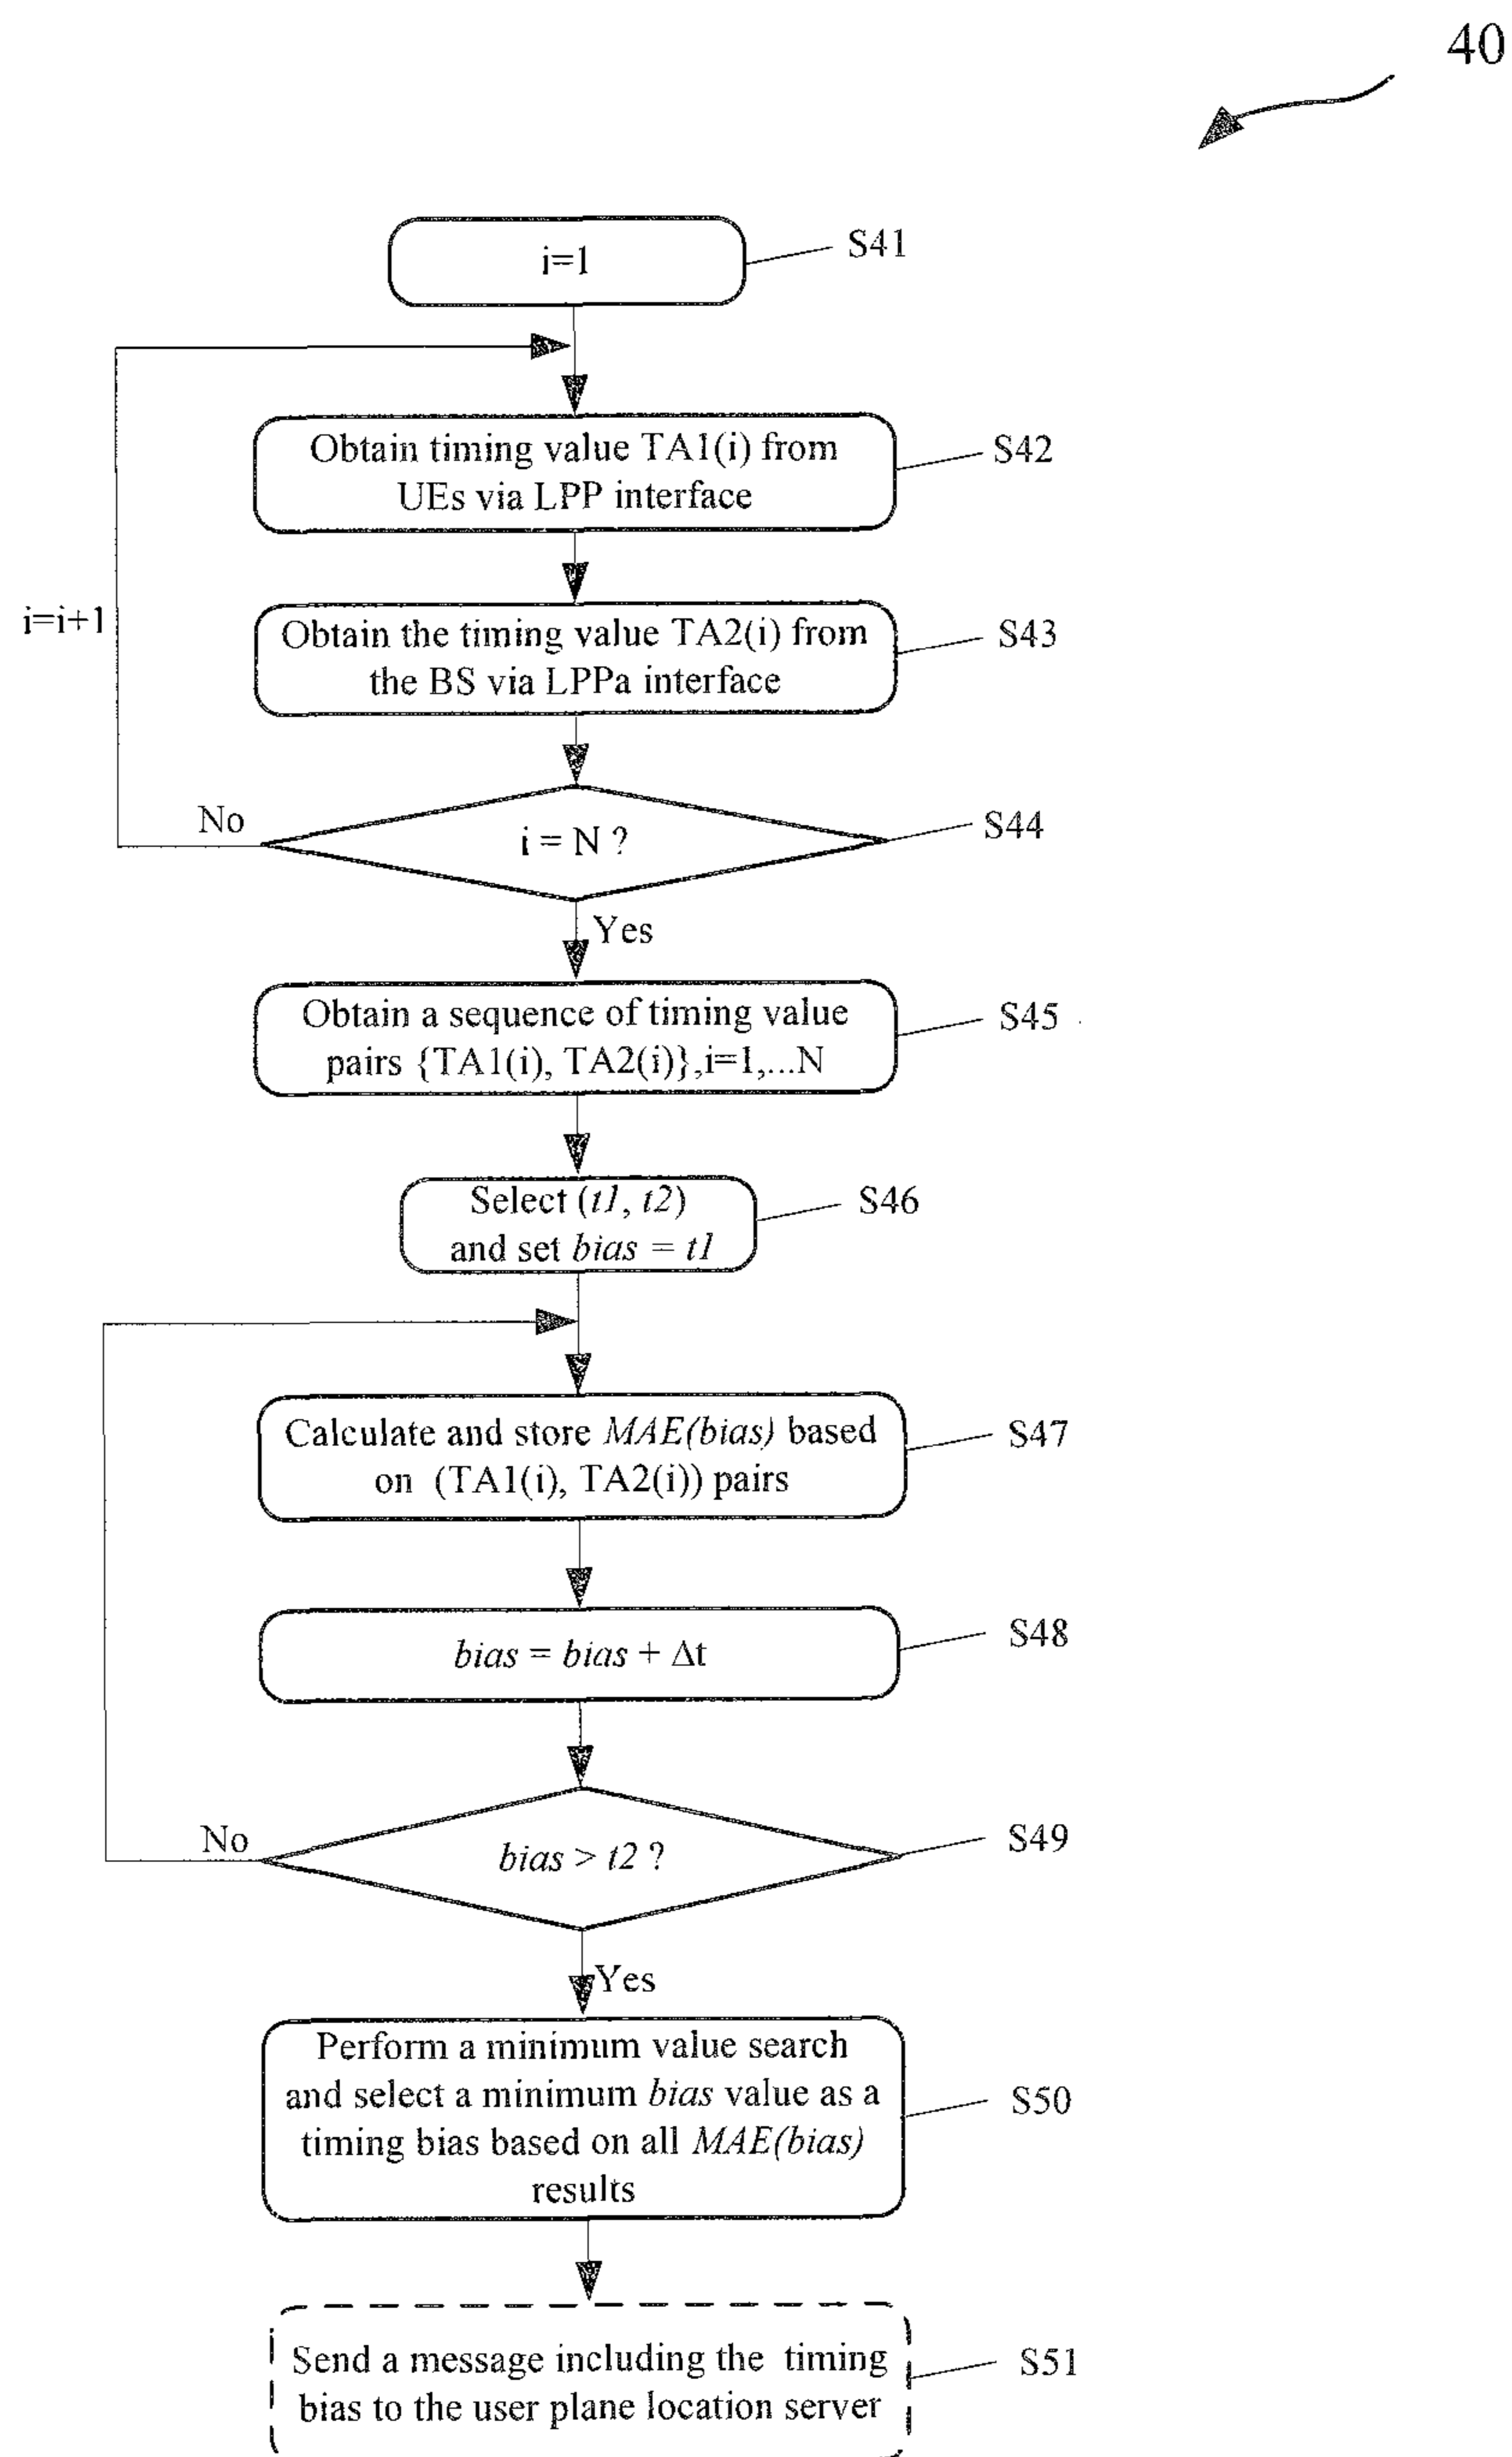 40
i=1
S41
Obtain timing value TA1(i) from
UEs via LPP interface
S42
i=i+1
Obtain the timing value TA2(i) from
the BS via LPPa interface
S43
No
i = N ?
S44
Yes
Obtain a sequence of timing value
pairs {TA1(i), TA2(i)},i=1,...N
S45
Select (t1, t2)
and set bias = t1
S46
Calculate and store MAE(bias) based
on (TA1(i), TA2(i)) pairs
S47
bias = bias + Δt
S48
No
bias > t2 ?
S49
Yes
Perform a minimum value search
and select a minimum bias value as a
timing bias based on all MAE(bias)
results
S50
Send a message including the timing
bias to the user plane location server
S51